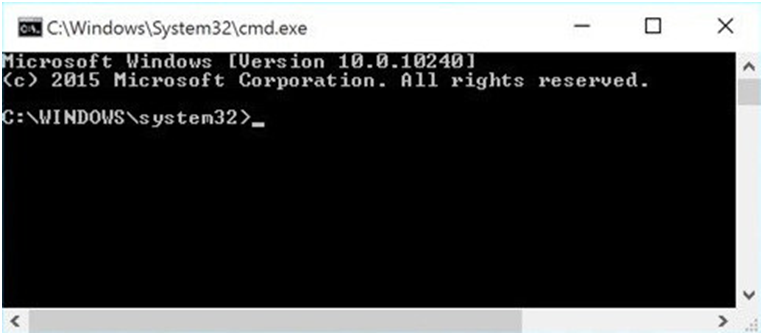 C:\Windows\System32\cmd.exe
Microsoft Windows [Version 10.0.10240]
(c) 2015 Microsoft Corporation. All rights reserved.
C:\WINDOWS\system32>_